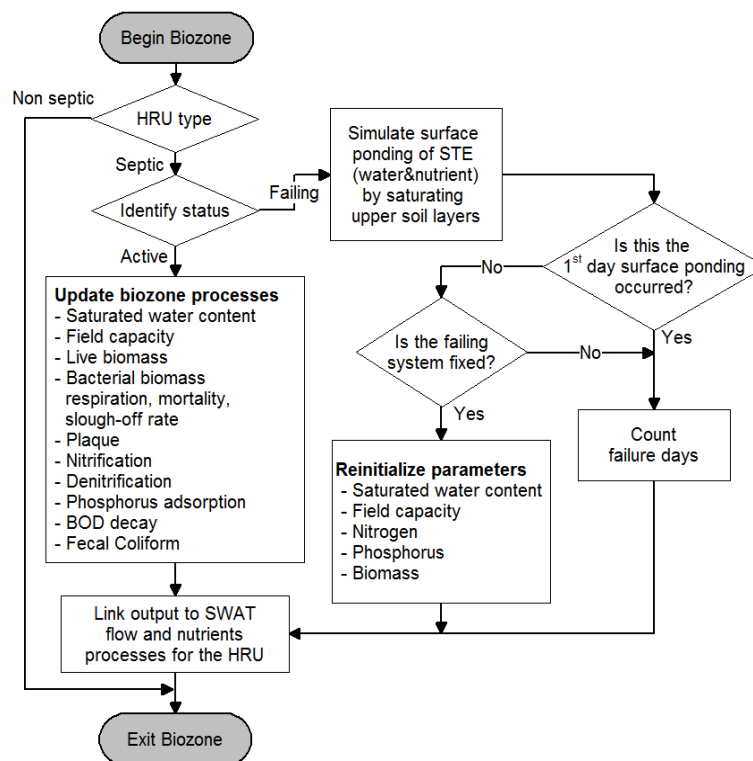 Begin Biozone
Non septic
HRU type
Septic
Identify status
Failing
Active
Simulate surface
ponding of STE
(water&nutrient)
by saturating
upper soil layers
Is this the
1st day surface ponding
occurred?
No
Yes
Is the failing
system fixed?
No
Yes
Count
failure days
Update biozone processes
- Saturated water content
- Field capacity
- Live biomass
- Bacterial biomass
respiration, mortality,
slough-off rate
- Plaque
- Nitrification
- Denitrification
- Phosphorus adsorption
- BOD decay
- Fecal Coliform
Reinitialize parameters
- Saturated water content
- Field capacity
- Nitrogen
- Phosphorus
- Biomass
Link output to SWAT
flow and nutrients
processes for the HRU
Exit Biozone